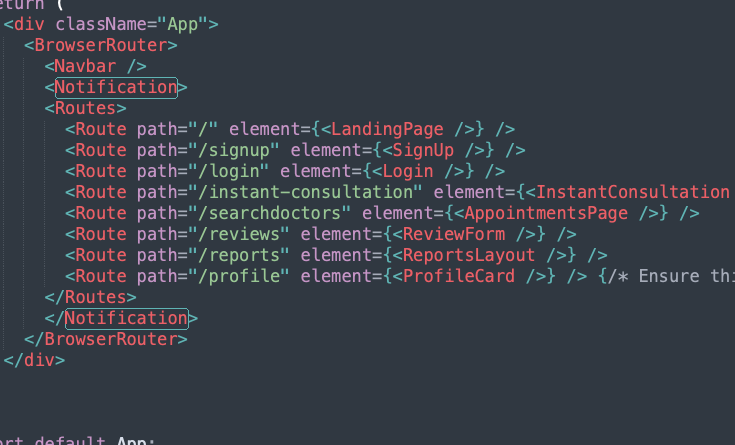 return (
<div className="App">
<BrowserRouter>
<Navbar />
<Notification>
<Routes>
<Route path="/" element={<LandingPage />} />
<Route path="/signup" element={<SignUp />} />
<Route path="/login" element={<Login />} />
<Route path="/instant-consultation" element={<InstantConsultation
<Route path="/searchdoctors" element={<AppointmentsPage />} />
<Route path="/reviews" element={<ReviewForm />} />
<Route path="/reports" element={<ReportsLayout />} />
<Route path="/profile" element={<ProfileCard />} /> {/* Ensure thi
</Routes>
</Notification>
</BrowserRouter>
</div>
ort default App;